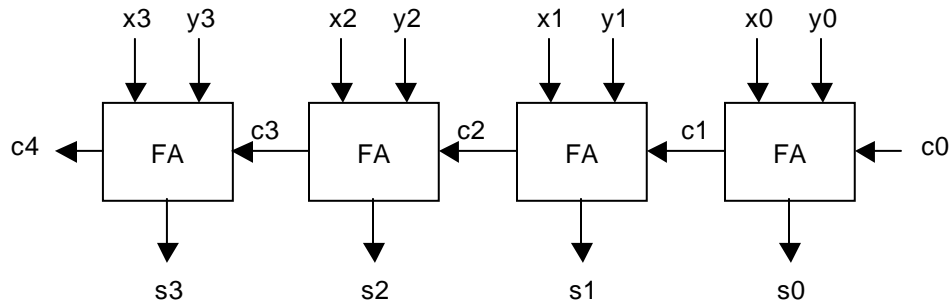 x3 y3 x2 y2 x1 y1 x0 y0
c4 FA c3 FA c2 FA c1 FA c0
s3 s2 s1 s0